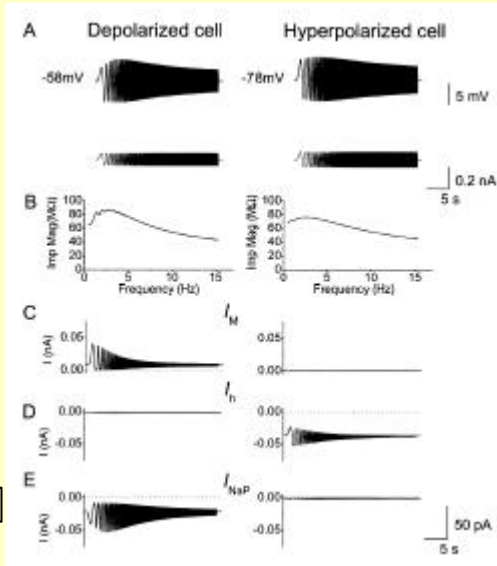 A Depolarized cell Hyperpolarized cell
-58mV -78mV
5 mV
0.2 nA
5 s
B
Imp Mag(MΩ) 100 80 60 40 20 0
Imp Mag(MΩ) 100 80 60 40 20 0
0 5 10 15 0 5 10 15
Frequency (Hz) Frequency (Hz)
C IM
I (nA) 0.05 0.00 0.05 0.00
Ih
D 0.00 0.00
I (nA) -0.05 -0.05
E INaP
0.00 0.00
I (nA) -0.05 -0.05
50 pA
5 s